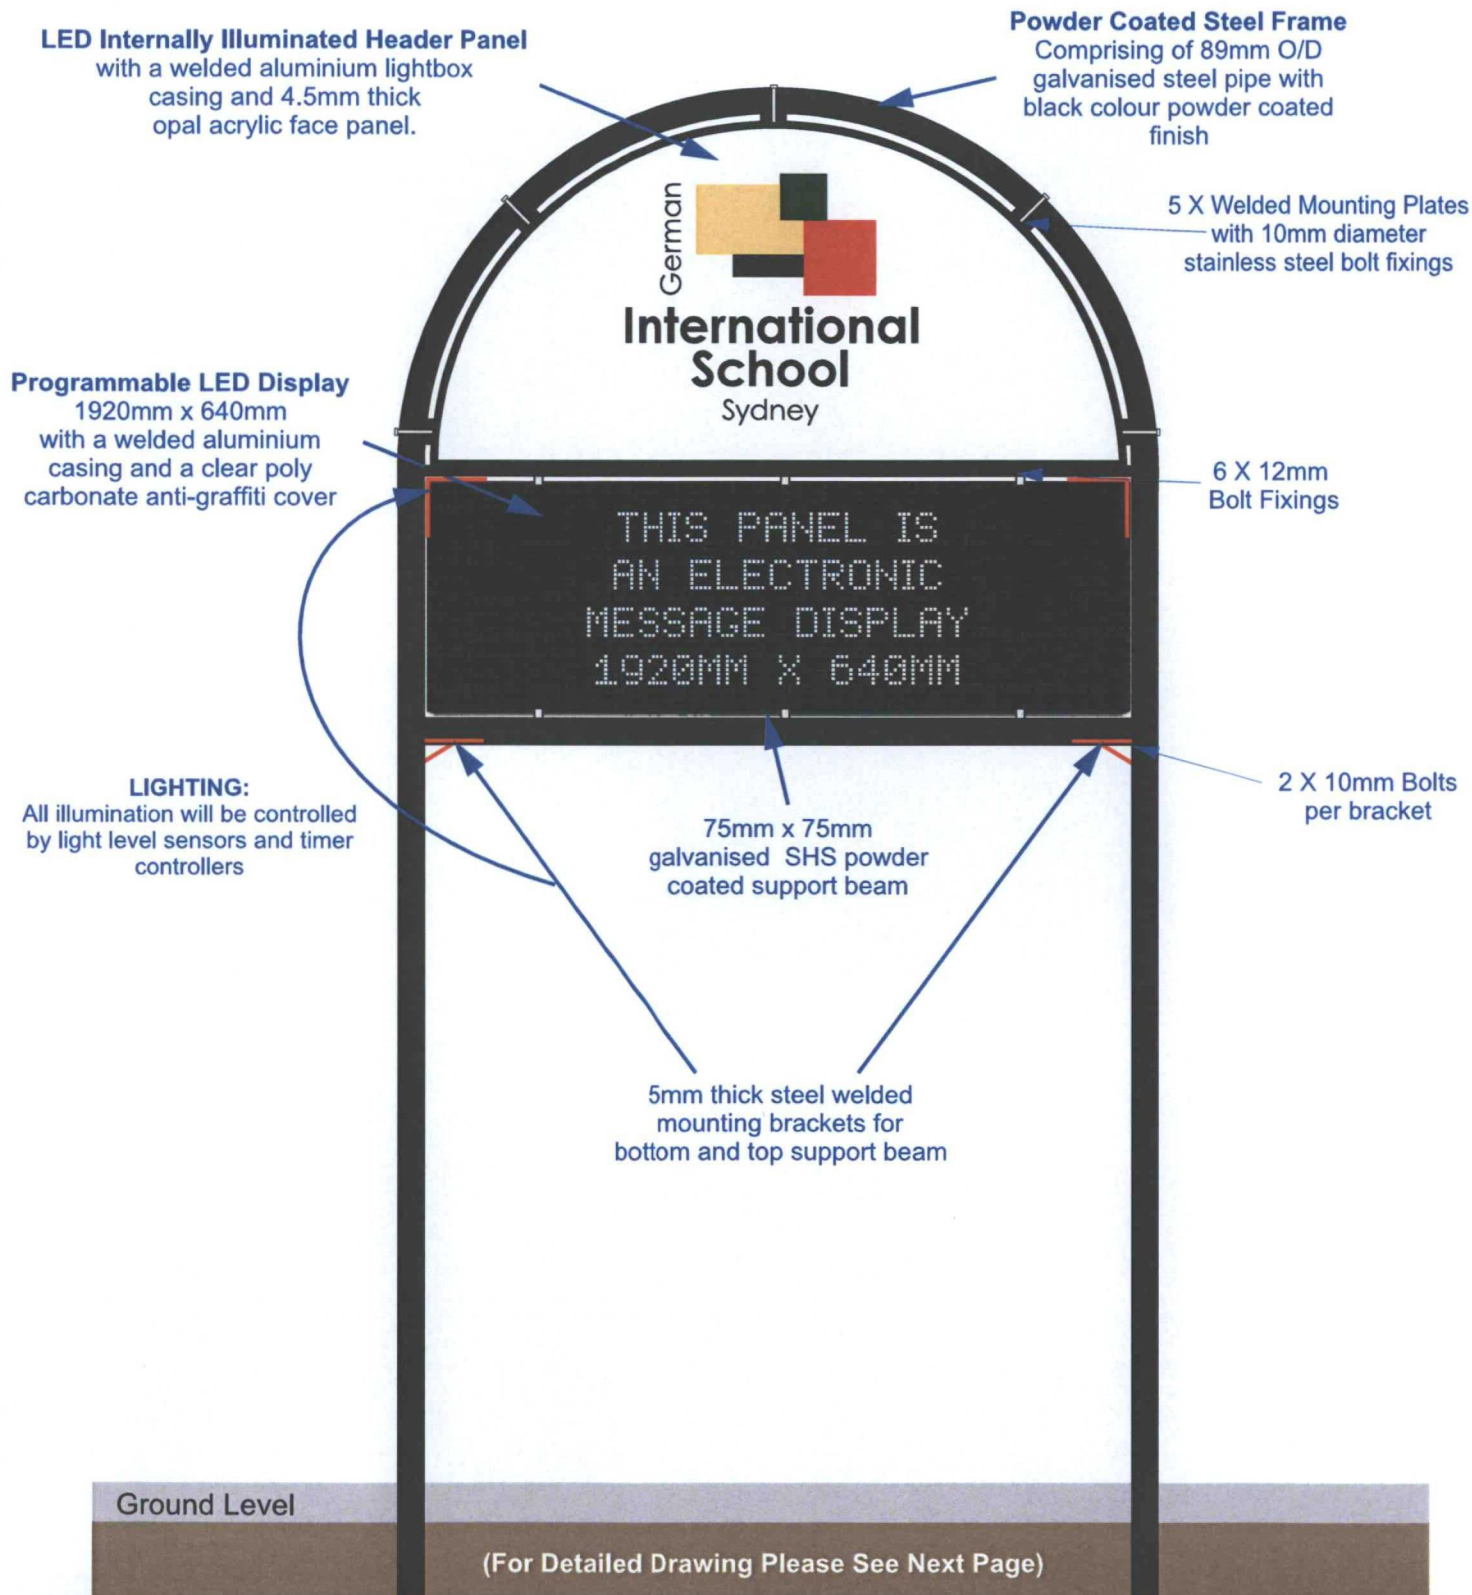 LED Internally Illuminated Header Panel
with a welded aluminium lightbox
casing and 4.5mm thick
opal acrylic face panel.
Powder Coated Steel Frame
Comprising of 89mm O/D
galvanised steel pipe with
black colour powder coated
finish
5 X Welded Mounting Plates
with 10mm diameter
stainless steel bolt fixings
German
International
School
Sydney
Programmable LED Display
1920mm x 640mm
with a welded aluminium
casing and a clear poly
carbonate anti-graffiti cover
6 X 12mm
Bolt Fixings
THIS PANEL IS
AN ELECTRONIC
MESSAGE DISPLAY
1920MM X 640MM
LIGHTING:
All illumination will be controlled
by light level sensors and timer
controllers
75mm x 75mm
galvanised SHS powder
coated support beam
2 X 10mm Bolts
per bracket
5mm thick steel welded
mounting brackets for
bottom and top support beam
Ground Level
(For Detailed Drawing Please See Next Page)